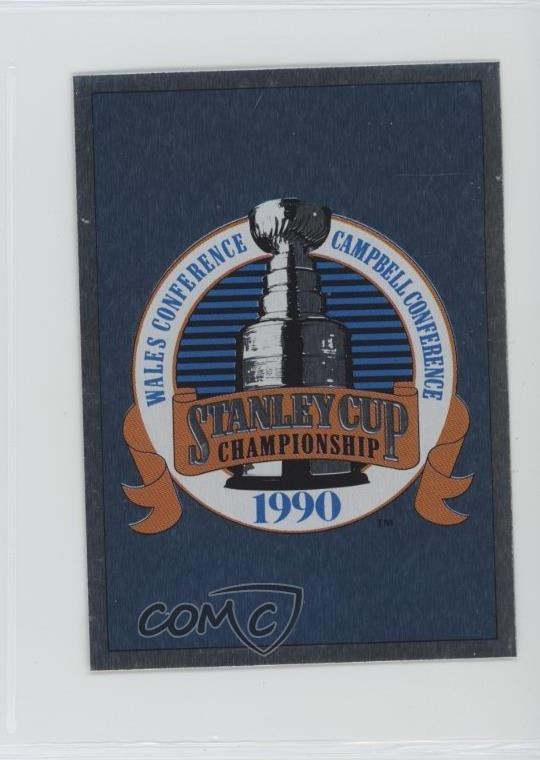 WALES CONFERENCE
CAMPBELL CONFERENCE
STANLEY CUP
CHAMPIONSHIP
1990
TM
COMC